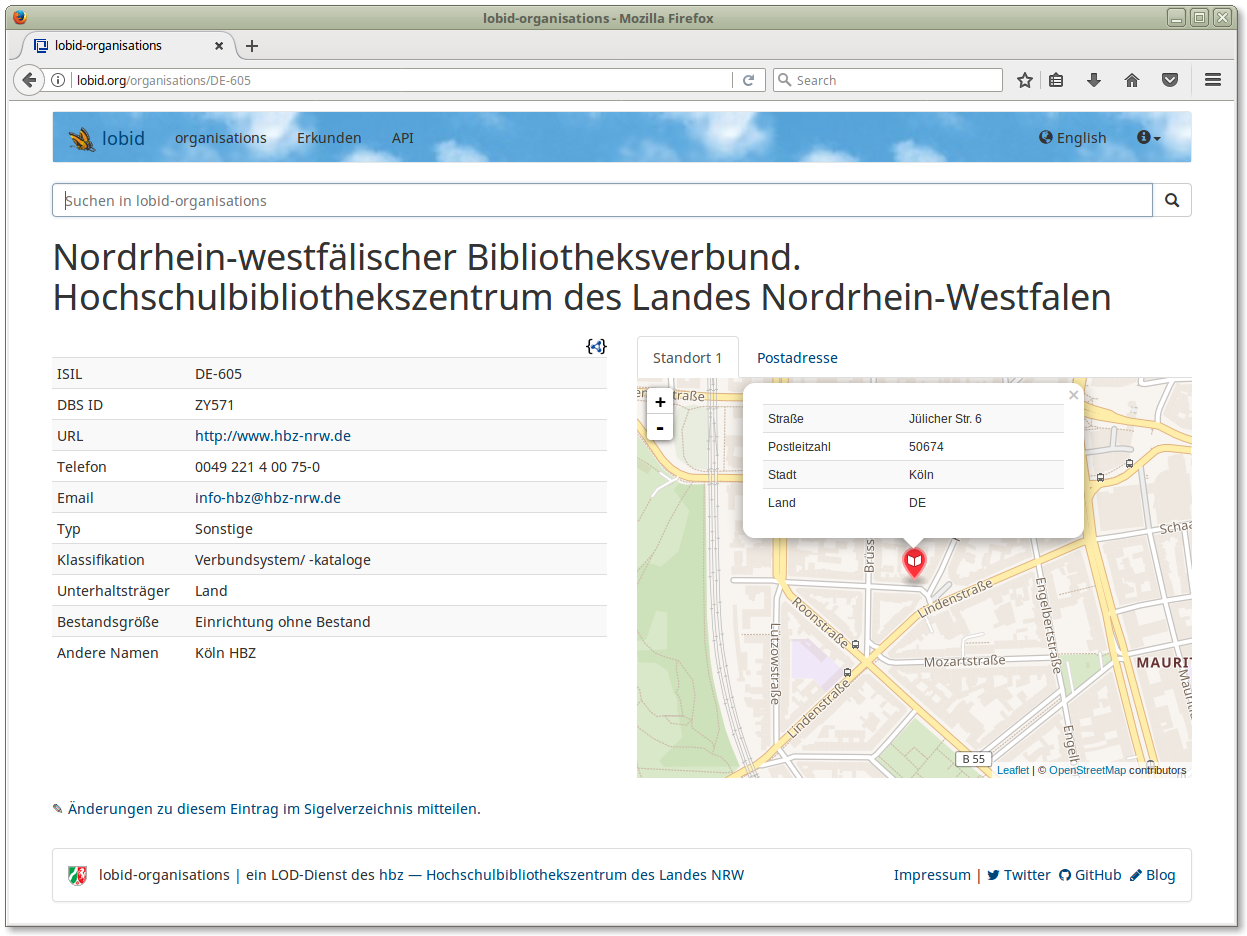 lobid-organisations - Mozilla Firefox
lobid-organisations
lobid.org/organisations/DE-605
Search
lobid organisations Erkunden API English
Suchen in lobid-organisations
Nordrhein-westfälischer Bibliotheksverbund.
Hochschulbibliothekszentrum des Landes Nordrhein-Westfalen
ISIL DE-605
DBS ID ZY571
URL http://www.hbz-nrw.de
Telefon 0049 221 4 00 75-0
Email info-hbz@hbz-nrw.de
Typ Sonstige
Klassifikation Verbundsystem/ -kataloge
Unterhaltsträger Land
Bestandsgröße Einrichtung ohne Bestand
Andere Namen Köln HBZ
Standort 1 Postadresse
+
-
×
Straße Jülicher Str. 6
Postleitzahl 50674
Stadt Köln
Land DE
Lindenstraße
Engelbertstraße
Roonstraße
Lützowstraße
Mozartstraße
Lindenstraße
B 55
Leaflet | © OpenStreetMap contributors
Änderungen zu diesem Eintrag im Sigelverzeichnis mitteilen.
lobid-organisations | ein LOD-Dienst des hbz — Hochschulbibliothekszentrum des Landes NRW
Impressum | Twitter GitHub Blog